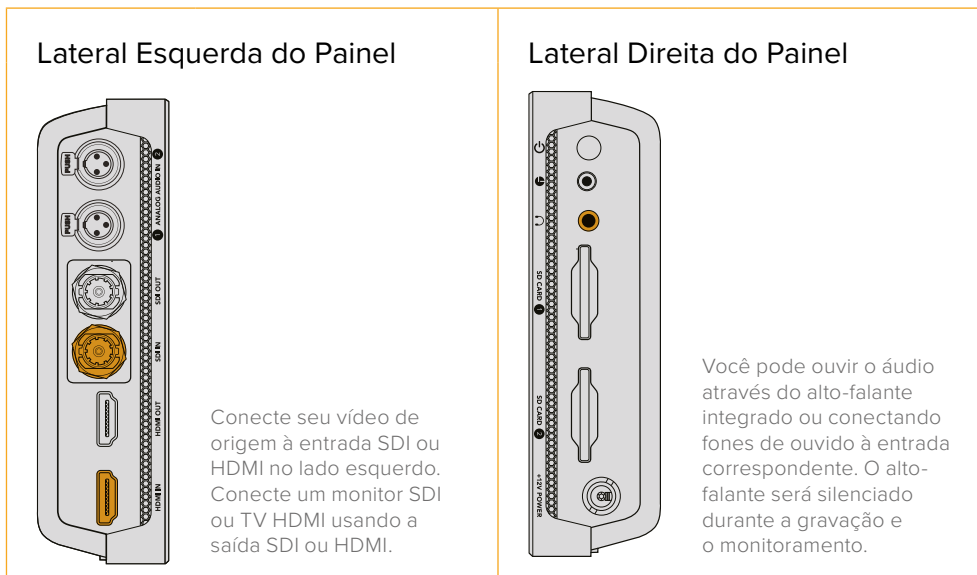 Lateral Esquerda do Painel
PUSH
PUSH
1 ANALOG AUDIO IN 2
SDI OUT
SDI IN
HDMI OUT
HDMI IN
Conecte seu vídeo de
origem à entrada SDI ou
HDMI no lado esquerdo.
Conecte um monitor SDI
ou TV HDMI usando a
saída SDI ou HDMI.
Lateral Direita do Painel
SD CARD 1
SD CARD 2
+12V POWER
Você pode ouvir o áudio
através do alto-falante
integrado ou conectando
fones de ouvido à entrada
correspondente. O alto-
falante será silenciado
durante a gravação e
o monitoramento.